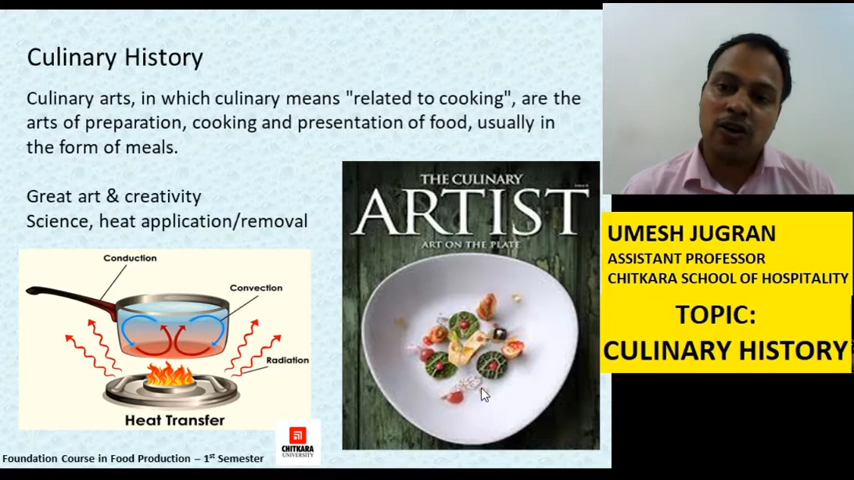 Culinary History
Culinary arts, in which culinary means "related to cooking", are the
arts of preparation, cooking and presentation of food, usually in
the form of meals.
Great art & creativity
Science, heat application/removal
Conduction
Convection
Radiation
Heat Transfer
THE CULINARY
ARTIST
ART ON THE PLATE
CHITKARA
UNIVERSITY
Foundation Course in Food Production – 1st Semester
UMESH JUGRAN
ASSISTANT PROFESSOR
CHITKARA SCHOOL OF HOSPITALITY
TOPIC:
CULINARY HISTORY